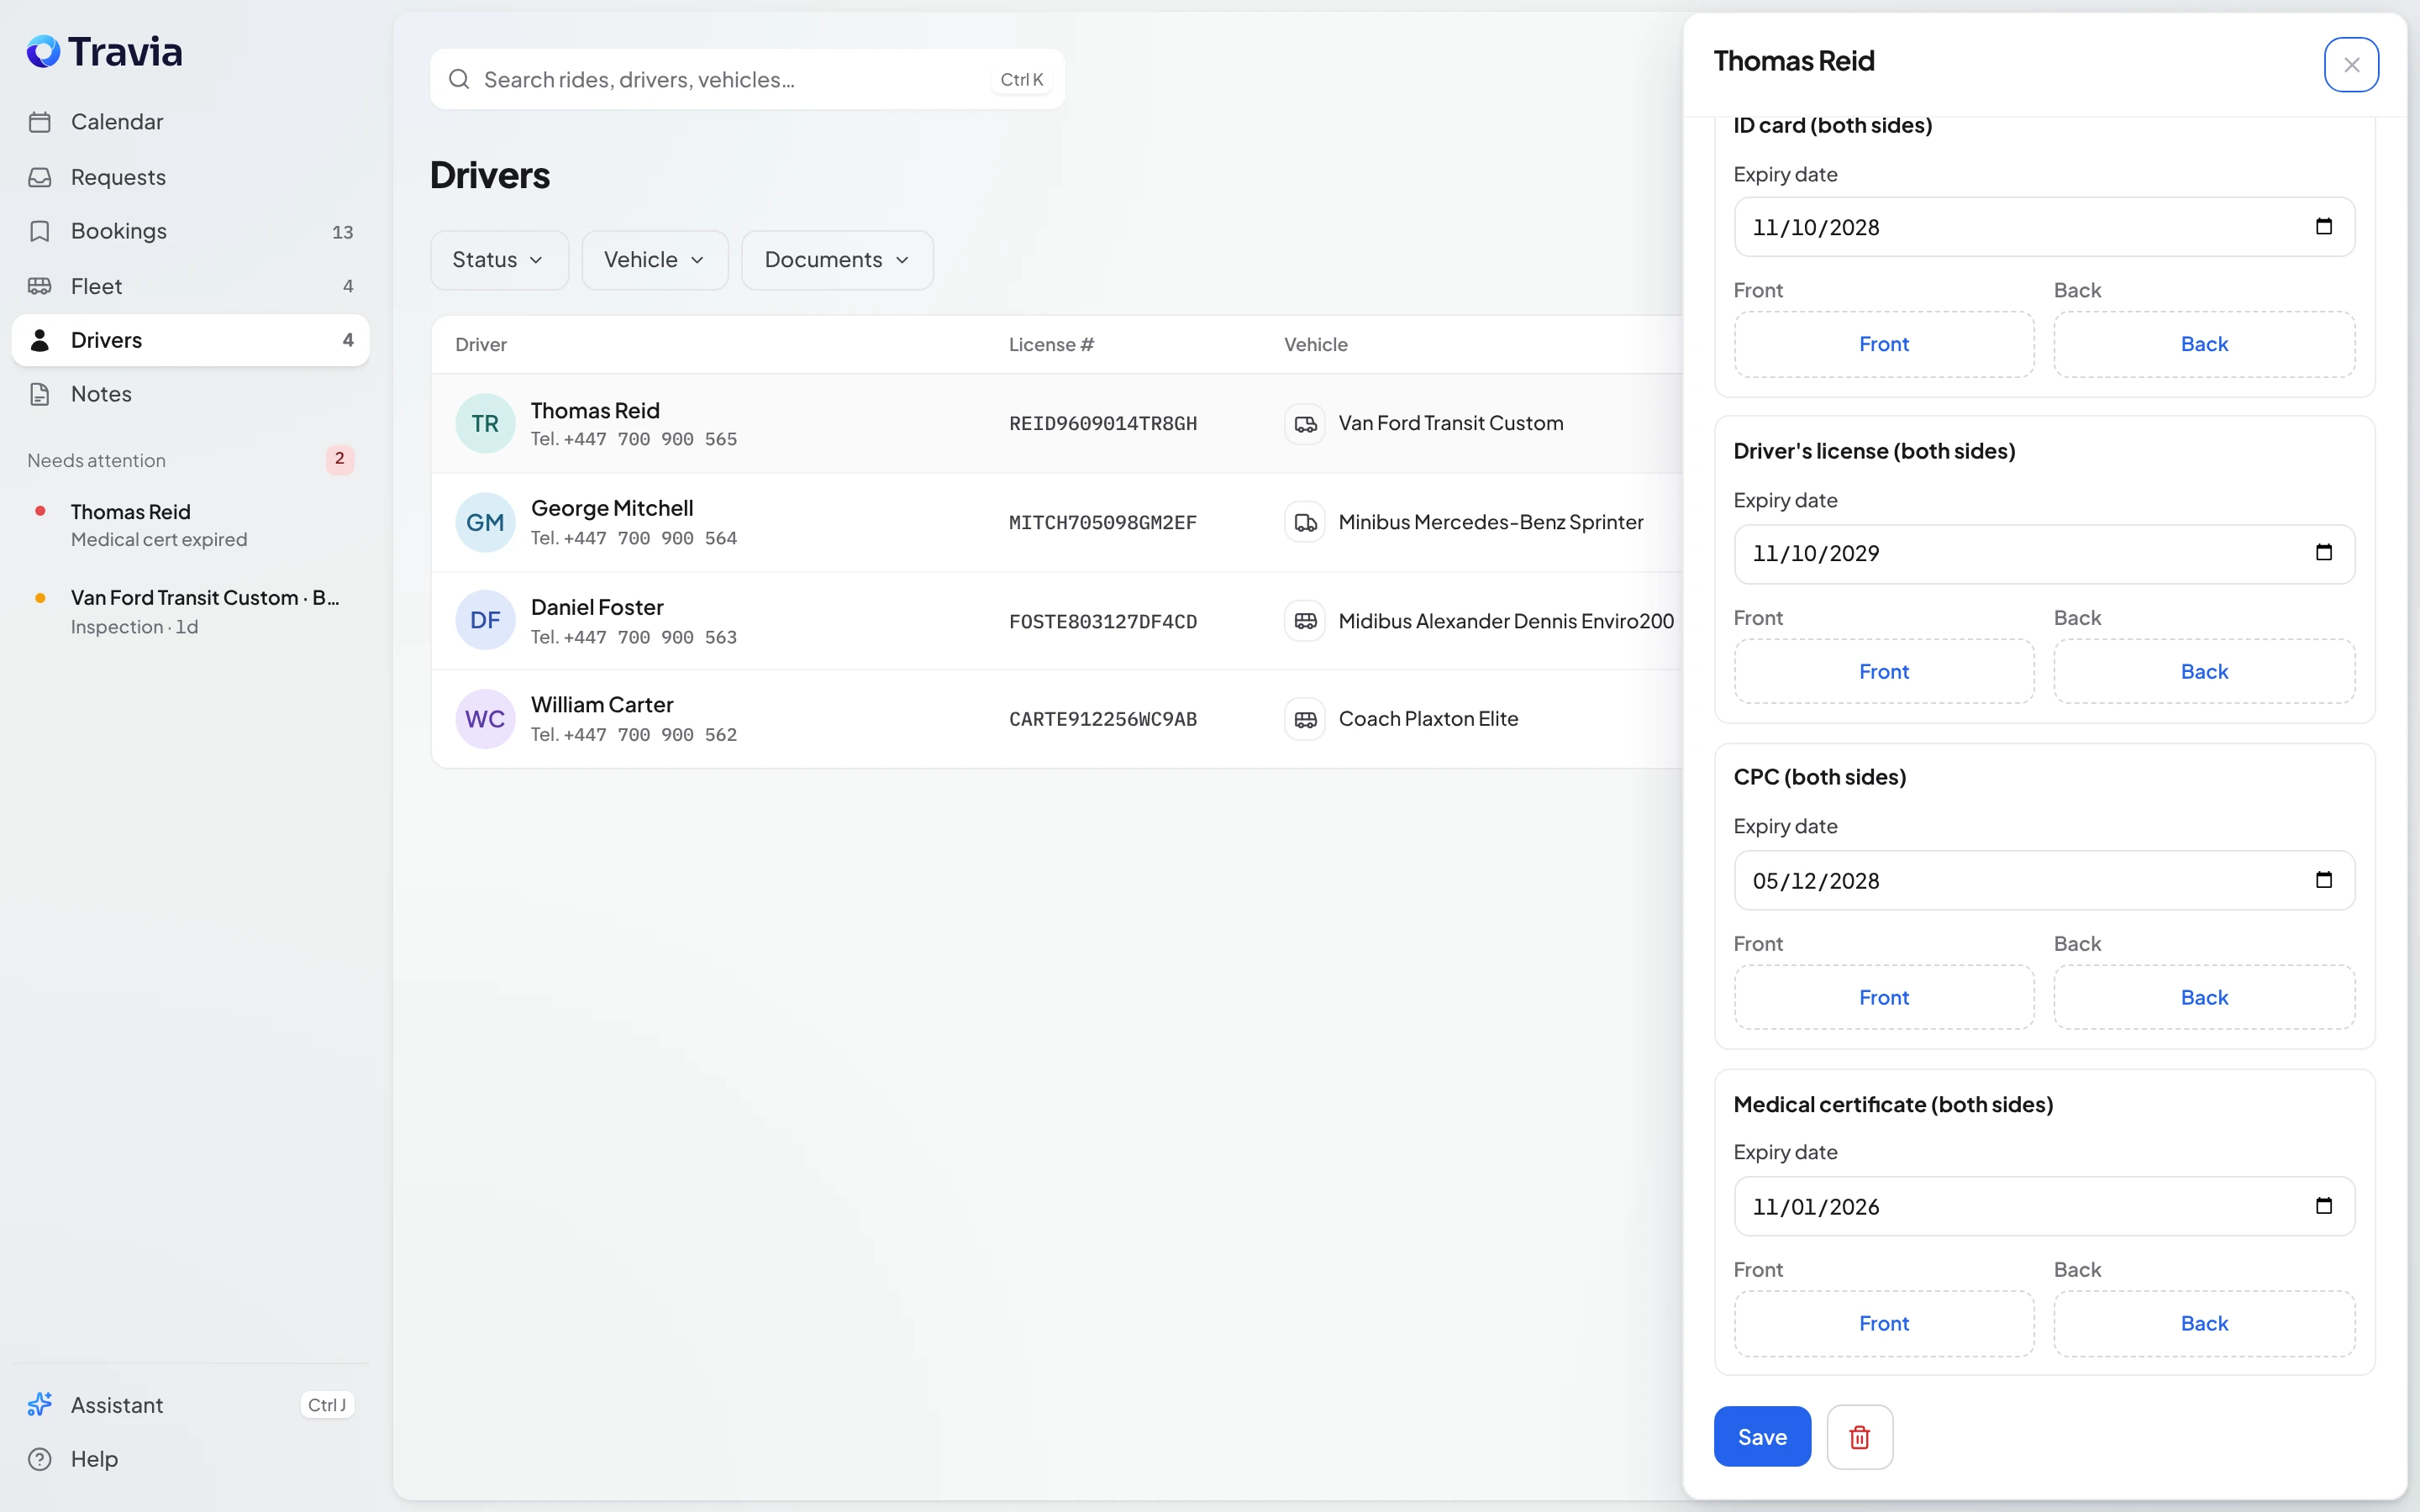 Travia
Calendar
Requests
Bookings 13
Fleet 4
Drivers 4
Notes
Needs attention 2
Thomas Reid
Medical cert expired
Van Ford Transit Custom · B...
Inspection · 1d
Assistant Ctrl J
Help
Search rides, drivers, vehicles... Ctrl K
Drivers
Status Vehicle Documents
Driver License # Vehicle
TR Thomas Reid REID9609014TR8GH Van Ford Transit Custom
Tel. +447 700 900 565
GM George Mitchell MITCH705098GM2EF Minibus Mercedes-Benz Sprinter
Tel. +447 700 900 564
DF Daniel Foster FOSTE803127DF4CD Midibus Alexander Dennis Enviro200
Tel. +447 700 900 563
WC William Carter CARTE912256WC9AB Coach Plaxton Elite
Tel. +447 700 900 562
Thomas Reid
ID card (both sides)
Expiry date
11/10/2028
Front Back
Front Back
Driver's license (both sides)
Expiry date
11/10/2029
Front Back
Front Back
CPC (both sides)
Expiry date
05/12/2028
Front Back
Front Back
Medical certificate (both sides)
Expiry date
11/01/2026
Front Back
Front Back
Save